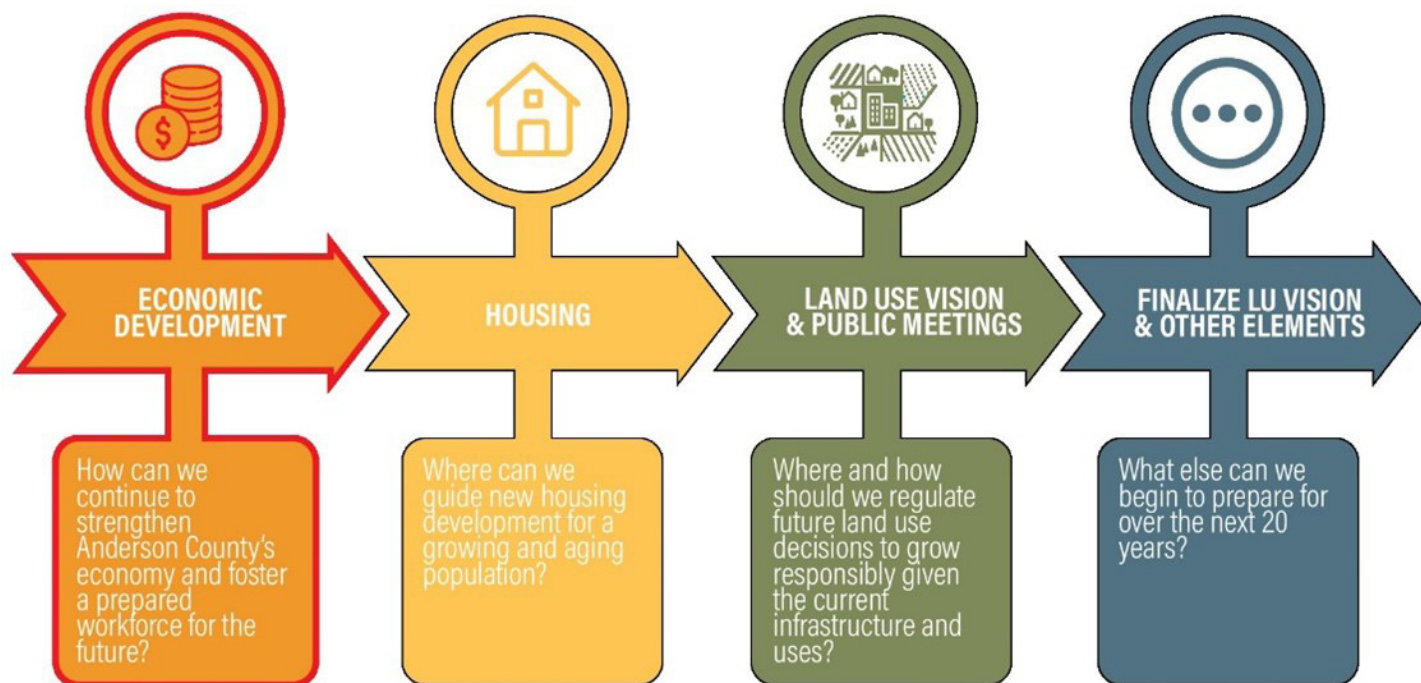 $
ECONOMIC
DEVELOPMENT
HOUSING
LAND USE VISION
& PUBLIC MEETINGS
FINALIZE LU VISION
& OTHER ELEMENTS
How can we
continue to
strengthen
Anderson County's
economy and foster
a prepared
workforce for the
future?
Where can we
guide new housing
development for a
growing and aging
population?
Where and how
should we regulate
future land use
decisions to grow
responsibly given
the current
infrastructure and
uses?
What else can we
begin to prepare for
over the next 20
years?